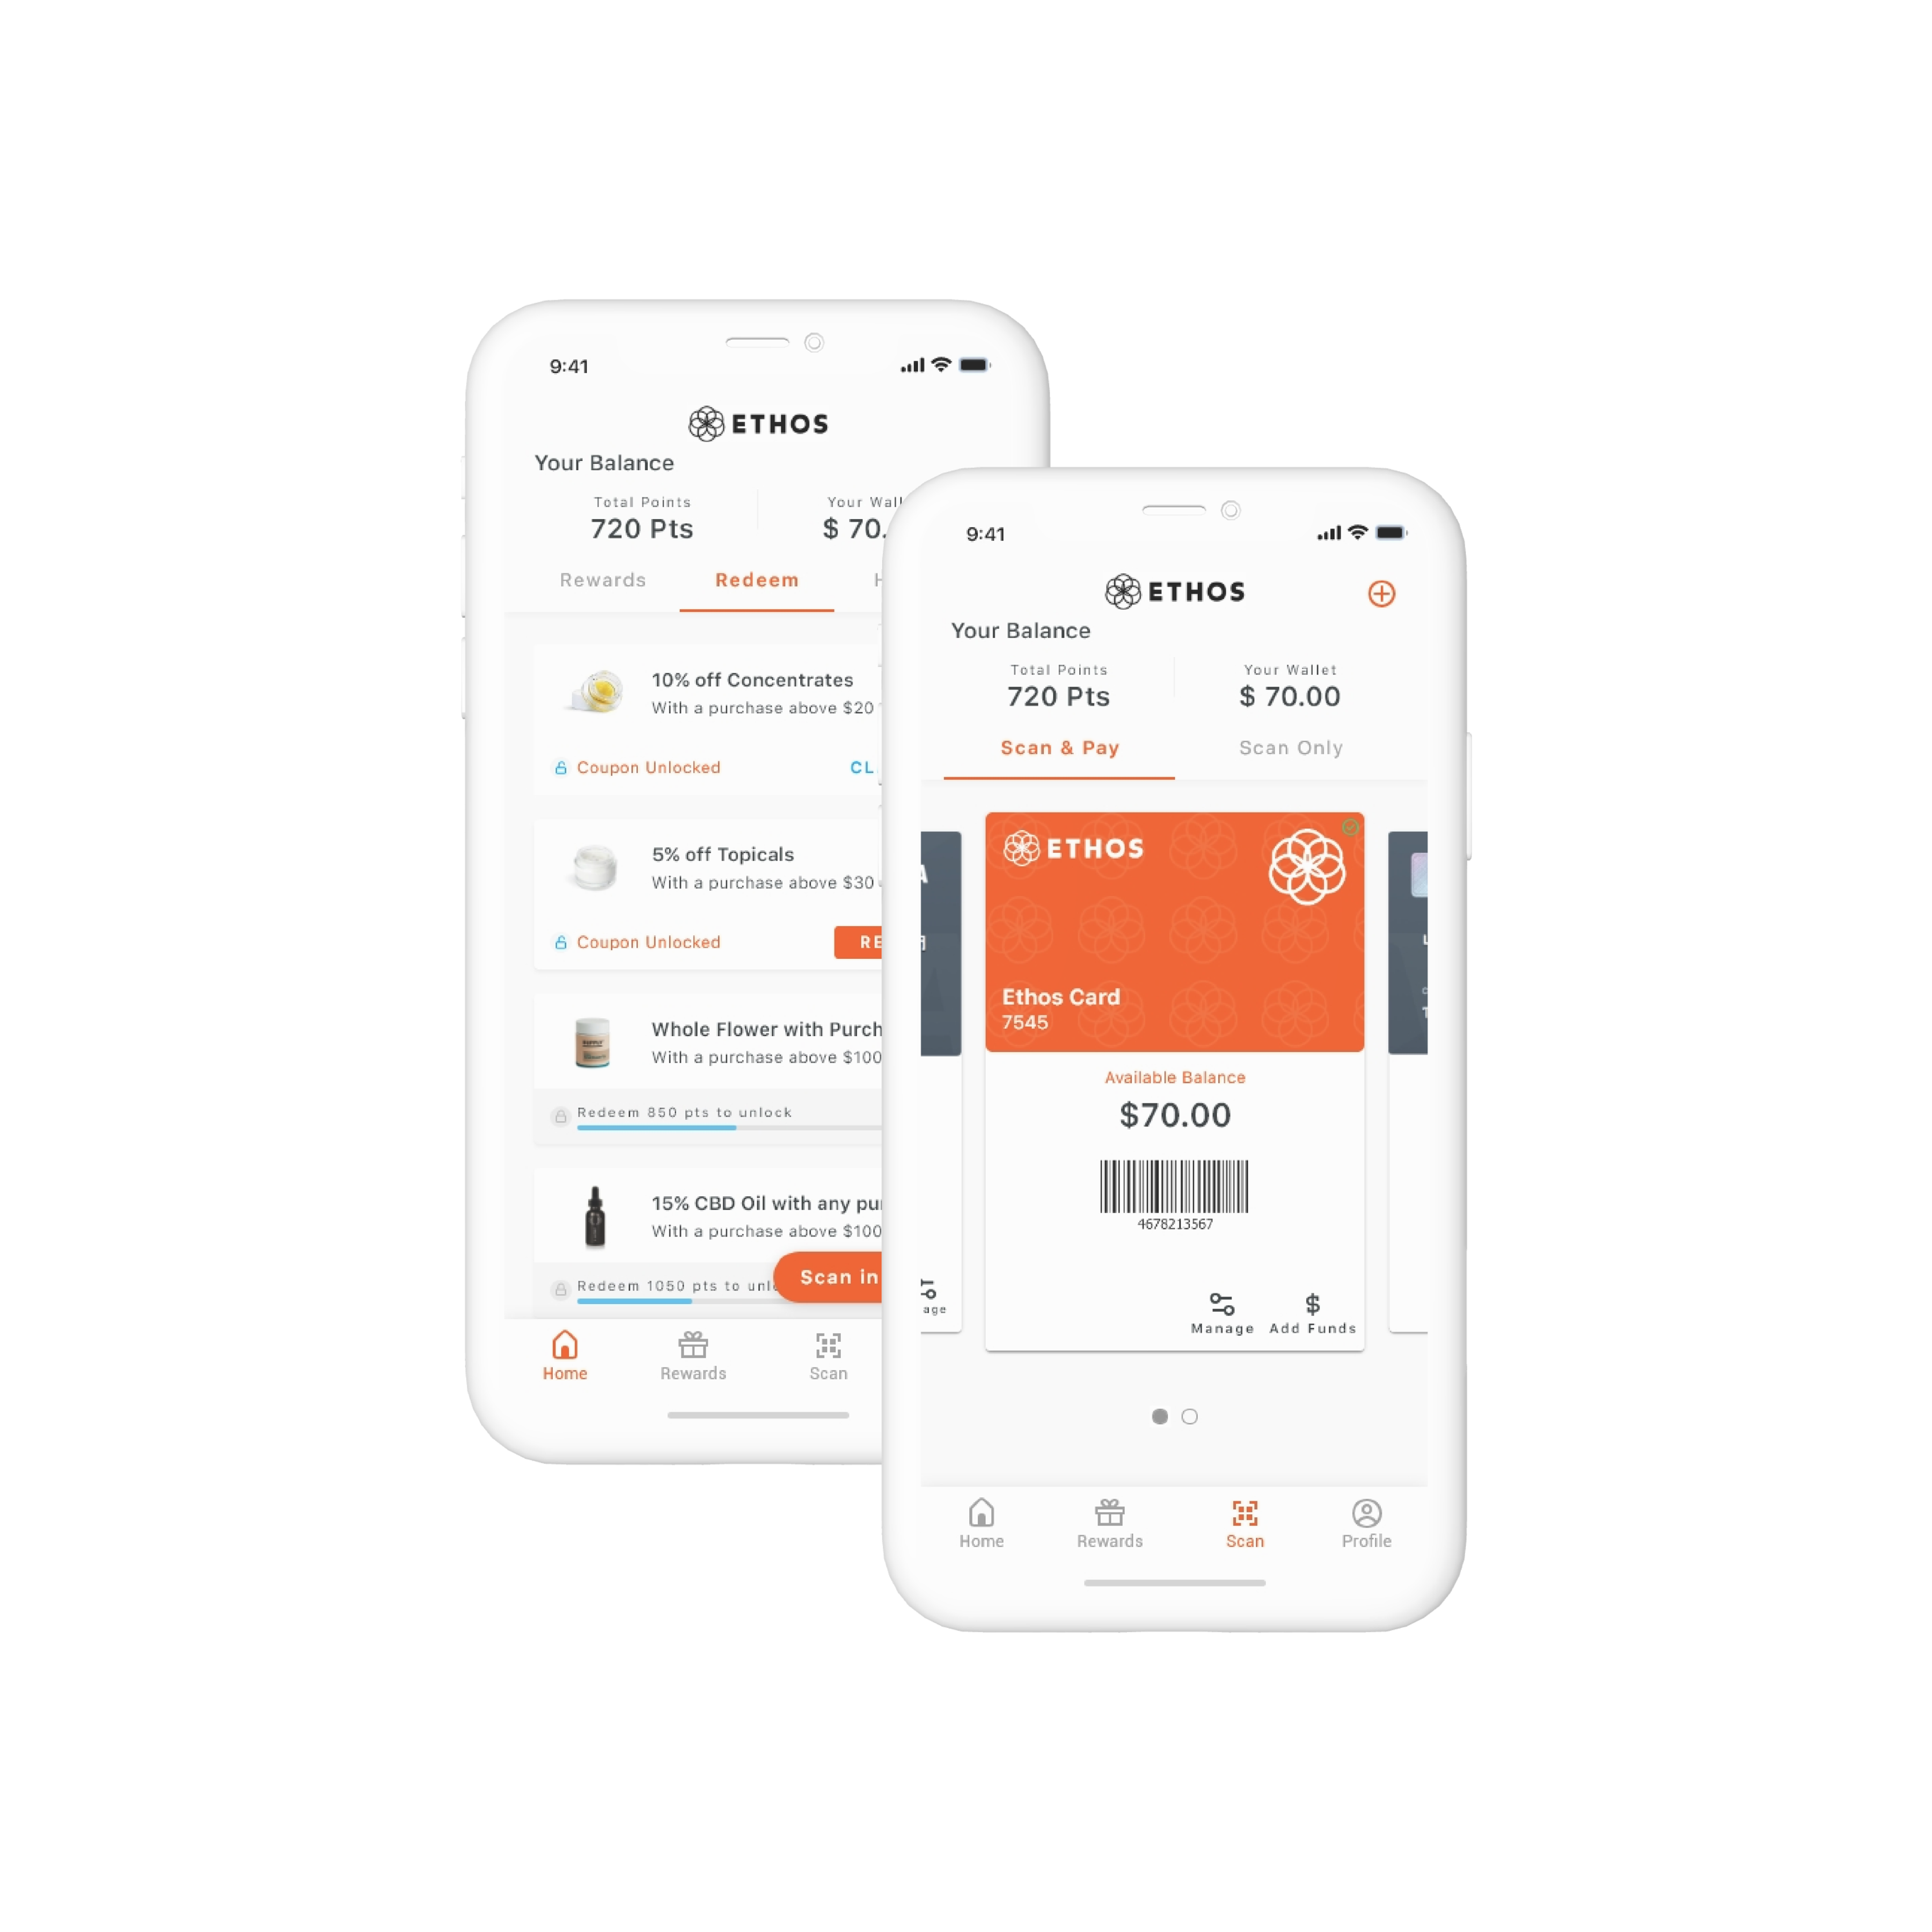 9:41
ETHOS
Your Balance
Total Points
720 Pts
Your Wall
$ 70.
Rewards
Redeem
H
10% off Concentrates
With a purchase above $20
Coupon Unlocked
CL
5% off Topicals
With a purchase above $30
Coupon Unlocked
RE
Whole Flower with Purch
With a purchase above $100
Redeem 850 pts to unlock
15% CBD Oil with any pu
With a purchase above $100
Redeem 1050 pts to unl
Scan in
Home
Rewards
Scan
9:41
ETHOS
Your Balance
Total Points
720 Pts
Your Wallet
$ 70.00
Scan & Pay
Scan Only
ETHOS
Ethos Card
7545
Available Balance
$70.00
4678213567
age
Manage
Add Funds
Home
Rewards
Scan
Profile